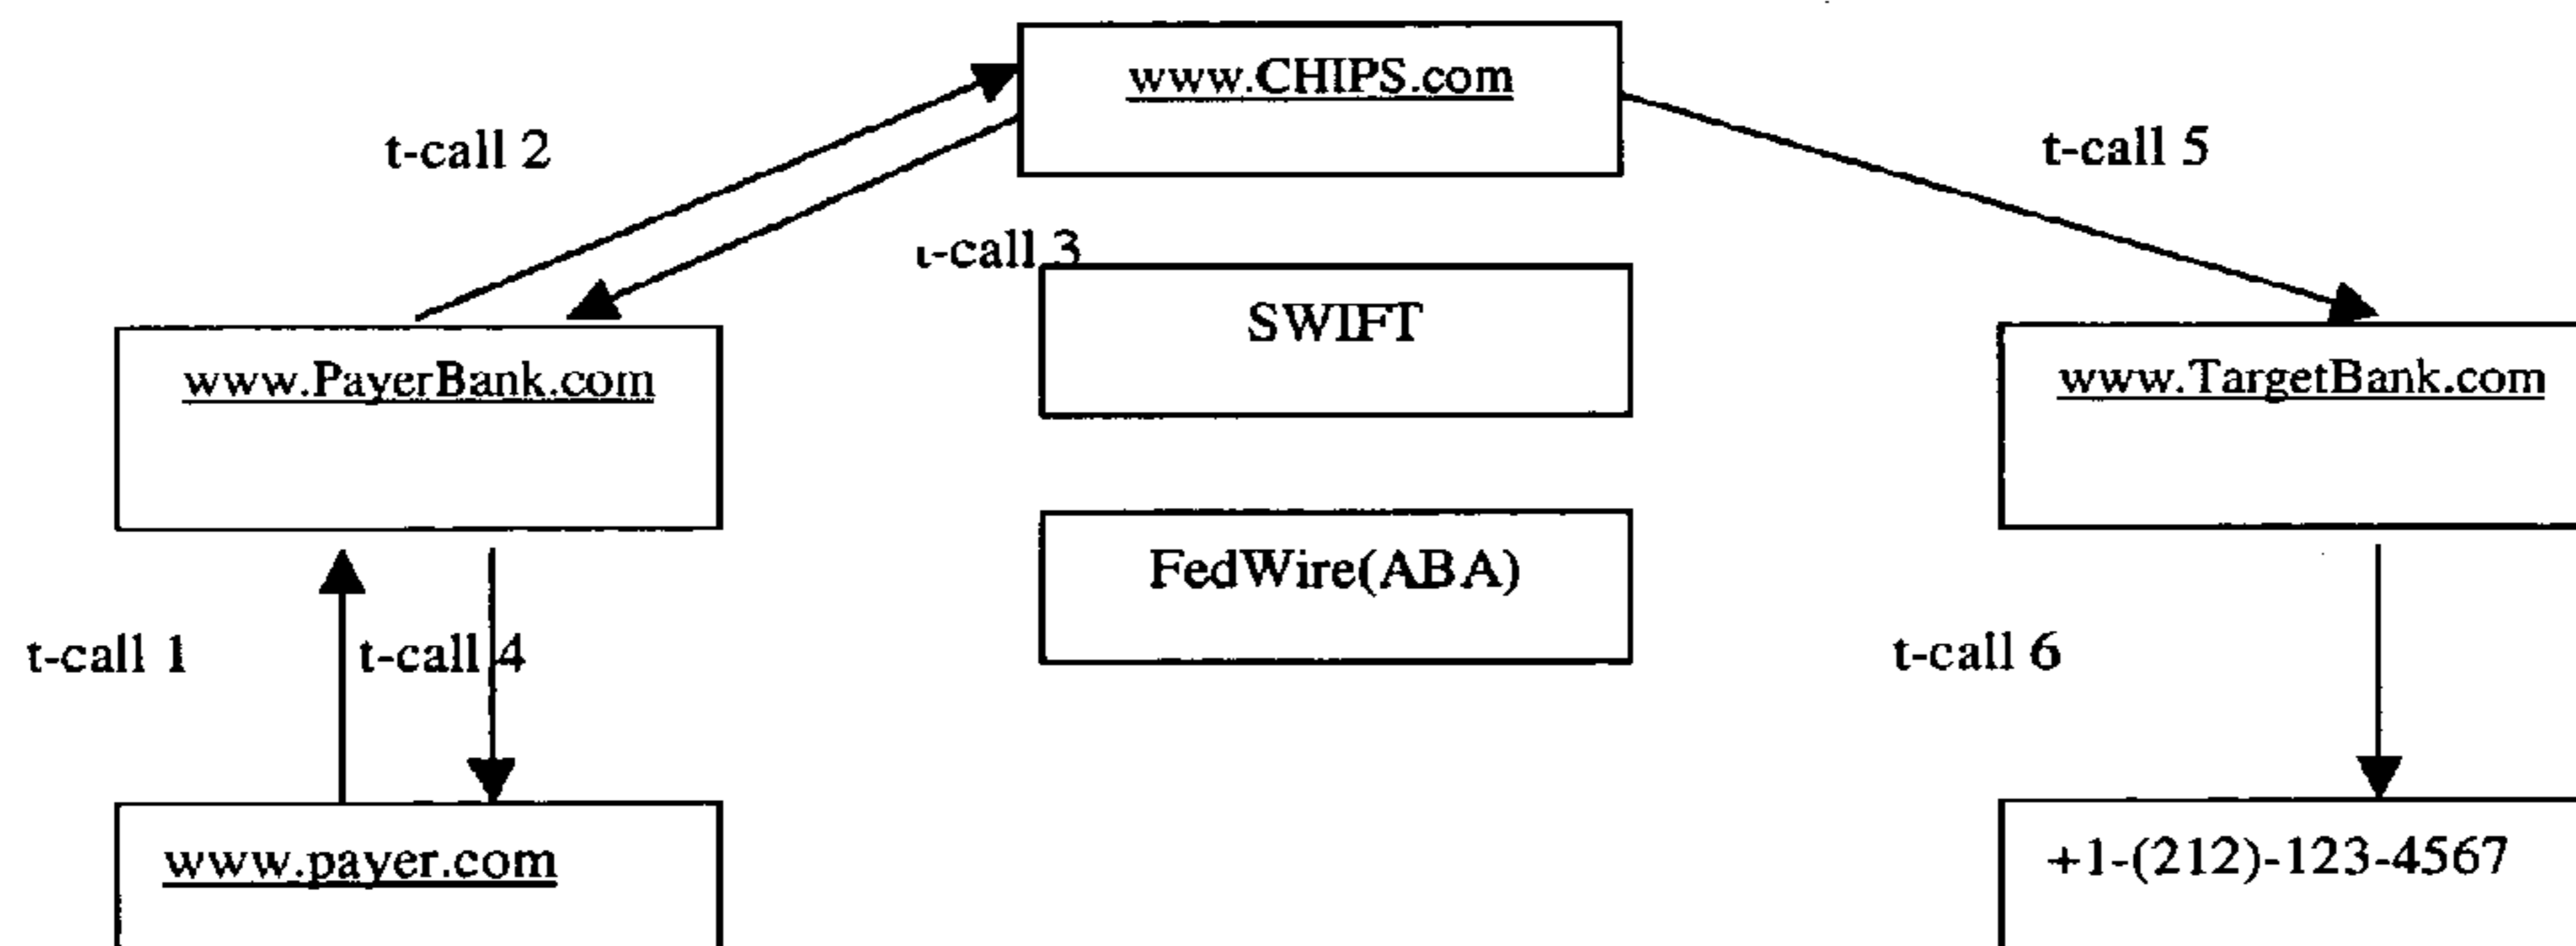 www.CHIPS.com
t-call 2
t-call 5
t-call 3
SWIFT
www.PayerBank.com
www.TargetBank.com
FedWire(ABA)
t-call 1
t-call 4
t-call 6
www.payer.com
+1-(212)-123-4567